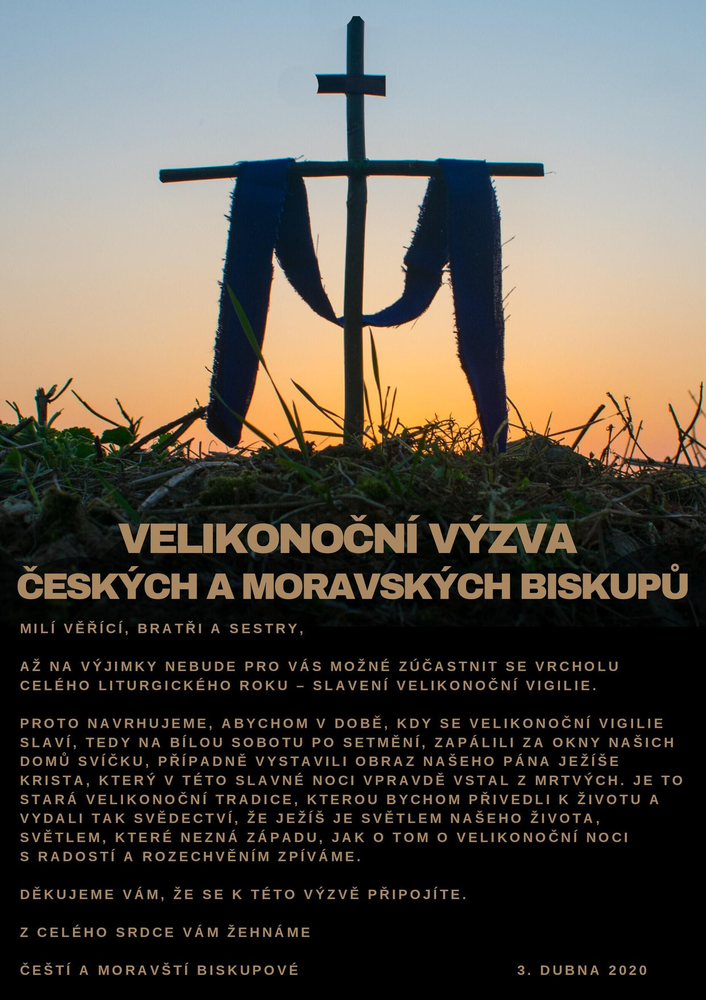 VELIKONOČNÍ VÝZVA
ČESKÝCH A MORAVSKÝCH BISKUPŮ
MILÍ VĚŘÍCÍ, BRATŘI A SESTRY,
AŽ NA VÝJIMKY NEBUDE PRO VÁS MOŽNÉ ZÚČASTNIT SE VRCHOLU
CELÉHO LITURGICKÉHO ROKU – SLAVENÍ VELIKONOČNÍ VIGILIE.
PROTO NAVRHUJEME, ABYCHOM V DOBĚ, KDY SE VELIKONOČNÍ VIGILIE
SLAVÍ, TEDY NA BÍLOU SOBOTU PO SETMĚNÍ, ZAPÁLILI ZA OKNY NAŠICH
DOMŮ SVÍČKU, PŘÍPADNĚ VYSTAVILI OBRAZ NAŠEHO PÁNA JEŽÍŠE
KRISTA, KTERÝ V TÉTO SLAVNÉ NOCI VPRAVDĚ VSTAL Z MRTVÝCH. JE TO
STARÁ VELIKONOČNÍ TRADICE, KTEROU BYCHOM PŘIVEDLI K ŽIVOTU A
VYDALI TAK SVĚDECTVÍ, ŽE JEŽÍŠ JE SVĚTLEM NAŠEHO ŽIVOTA,
SVĚTLEM, KTERÉ NEZNÁ ZÁPADU, JAK O TOM O VELIKONOČNÍ NOCI
S RADOSTÍ A ROZECHVĚNÍM ZPÍVÁME.
DĚKUJEME VÁM, ŽE SE K TÉTO VÝZVĚ PŘIPOJÍTE.
Z CELÉHO SRDCE VÁM ŽEHNÁME
ČEŠTÍ A MORAVŠTÍ BISKUPOVÉ 3. DUBNA 2020